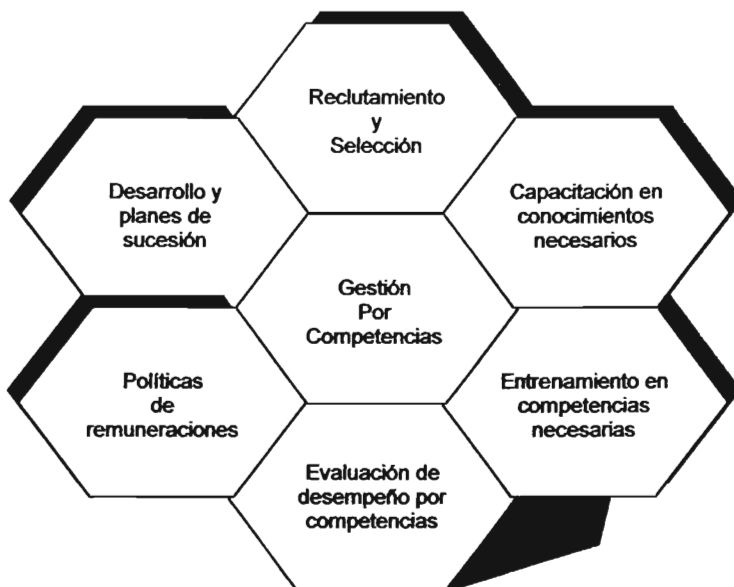 Reclutamiento
y
Selección
Desarrollo y
planes de
sucesión
Capacitación en
conocimientos
necesarios
Gestión
Por
Competencias
Políticas
de
remuneraciones
Entrenamiento en
competencias
necesarias
Evaluación de
desempeño por
competencias